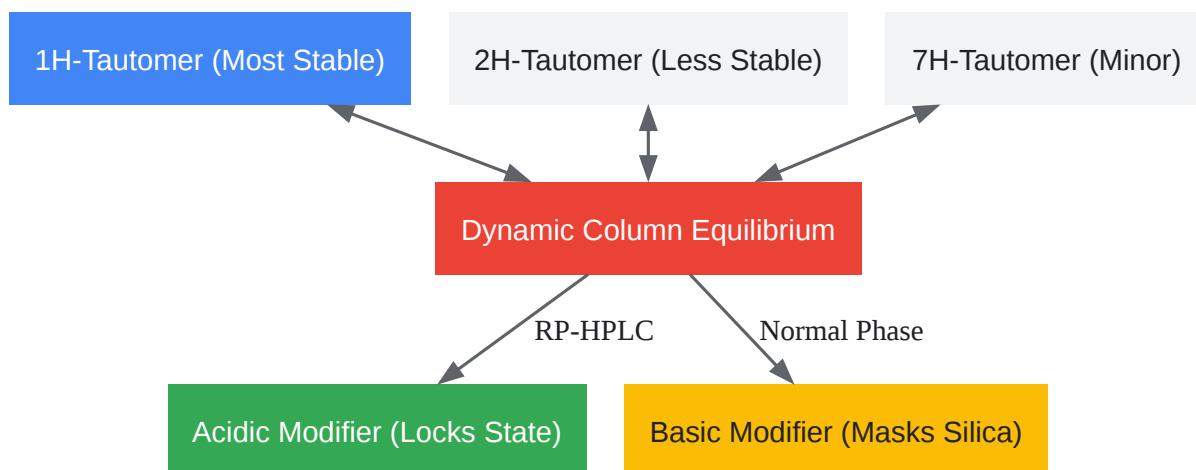 1H-Tautomer (Most Stable)
2H-Tautomer (Less Stable)
7H-Tautomer (Minor)
Dynamic Column Equilibrium
RP-HPLC
Normal Phase
Acidic Modifier (Locks State)
Basic Modifier (Masks Silica)